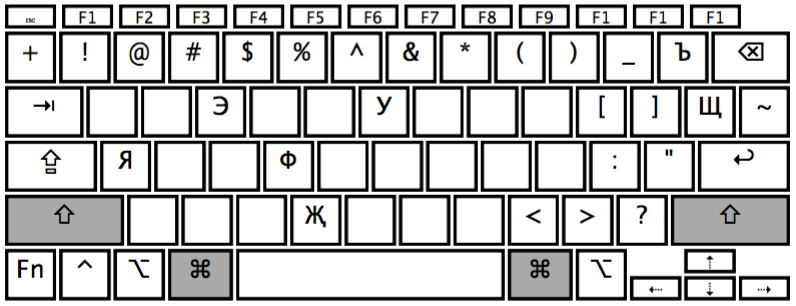 esc F1 F2 F3 F4 F5 F6 F7 F8 F9 F1 F1 F1
+ ! @ # $ % ^ & * ( ) _ Ъ ⌫
⇥ Э У [ ] Щ ~
⇪ Я Ф : " ↩
⇧ Җ < > ? ⇧
Fn ^ ⌥ ⌘ ⌘ ⌥ ⇠ ⇡ ⇣ ⇢